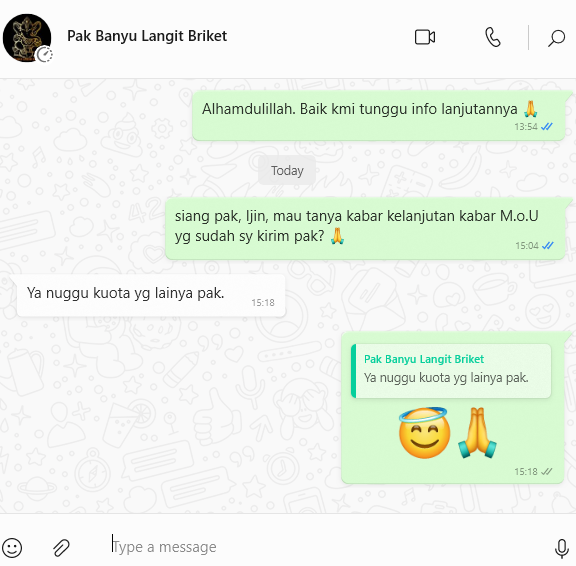 Pak Banyu Langit Briket
Alhamdulillah. Baik kmi tunggu info lanjutannya 🙏
13:54
Today
siang pak, Ijin, mau tanya kabar kelanjutan kabar M.o.U
yg sudah sy kirim pak? 🙏
15:04
Ya nuggu kuota yg lainya pak.
15:18
Pak Banyu Langit Briket
Ya nuggu kuota yg lainya pak.
😇🙏
15:18
Type a message